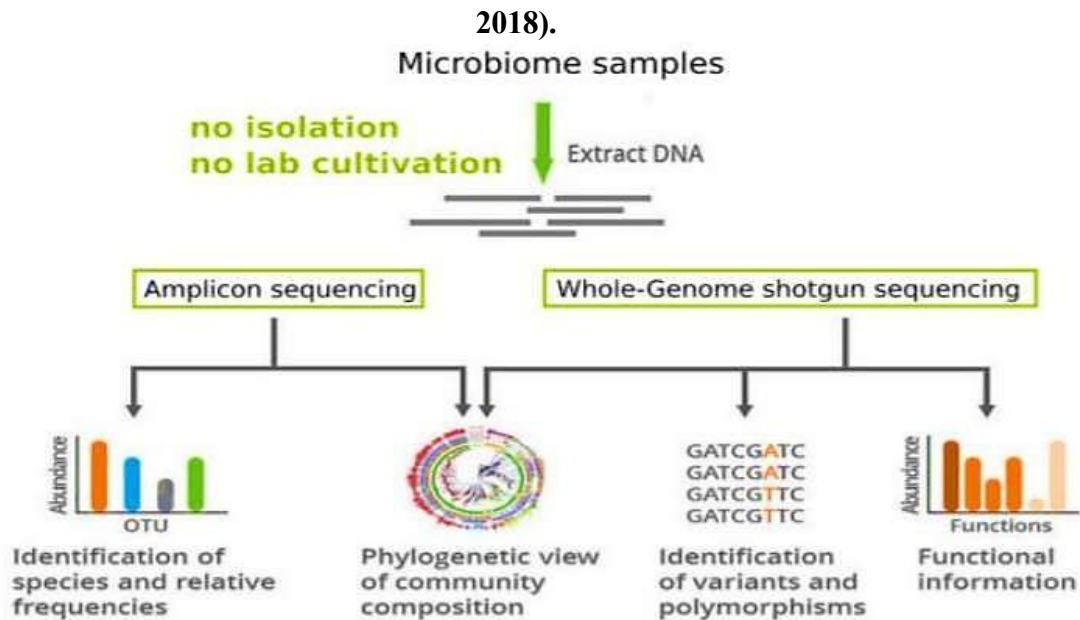 2018).
Microbiome samples
no isolation
no lab cultivation
Extract DNA
Amplicon sequencing
Whole-Genome shotgun sequencing
Abundance
OTU
Identification of
species and relative
frequencies
Phylogenetic view
of community
composition
GATCGATC
GATCGATC
GATCGTTC
GATCGTTC
Identification
of variants and
polymorphisms
Abundance
Functions
Functional
information